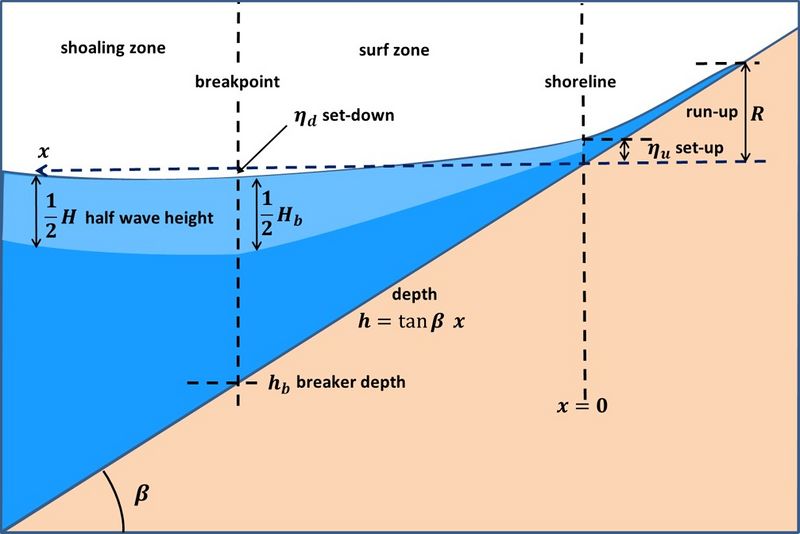 shoaling zone
surf zone
breakpoint
shoreline
η_d set-down
run-up R
x
η_u set-up
1/2 H half wave height
1/2 H_b
depth
h = tan β x
h_b breaker depth
x = 0
β